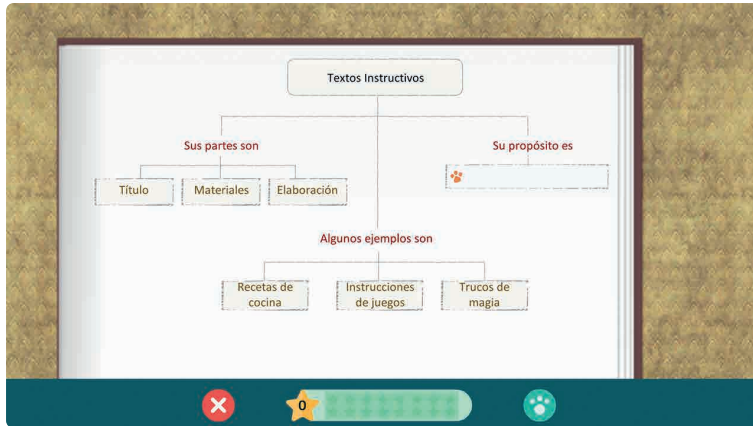 Textos Instructivos
Sus partes son
Su propósito es
Título
Materiales
Elaboración
Algunos ejemplos son
Recetas de
cocina
Instrucciones
de juegos
Trucos de
magia
0